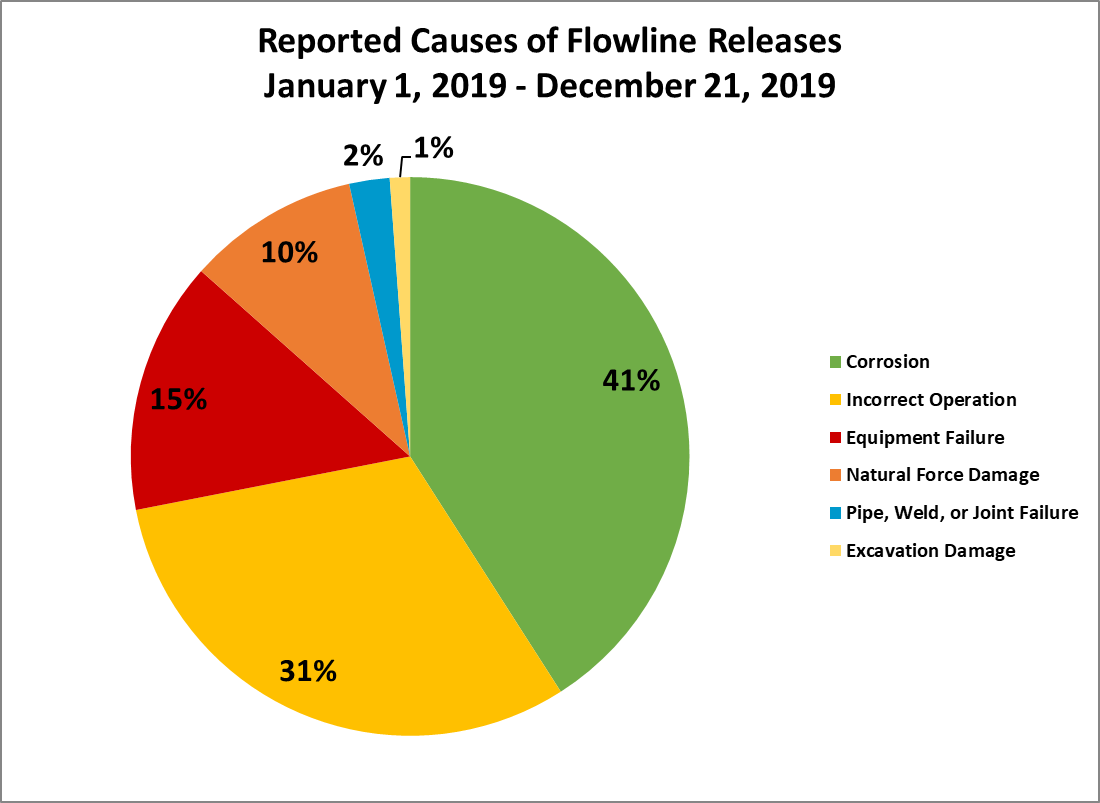 Reported Causes of Flowline Releases
January 1, 2019 - December 21, 2019
2%
1%
10%
41%
15%
31%
Corrosion
Incorrect Operation
Equipment Failure
Natural Force Damage
Pipe, Weld, or Joint Failure
Excavation Damage